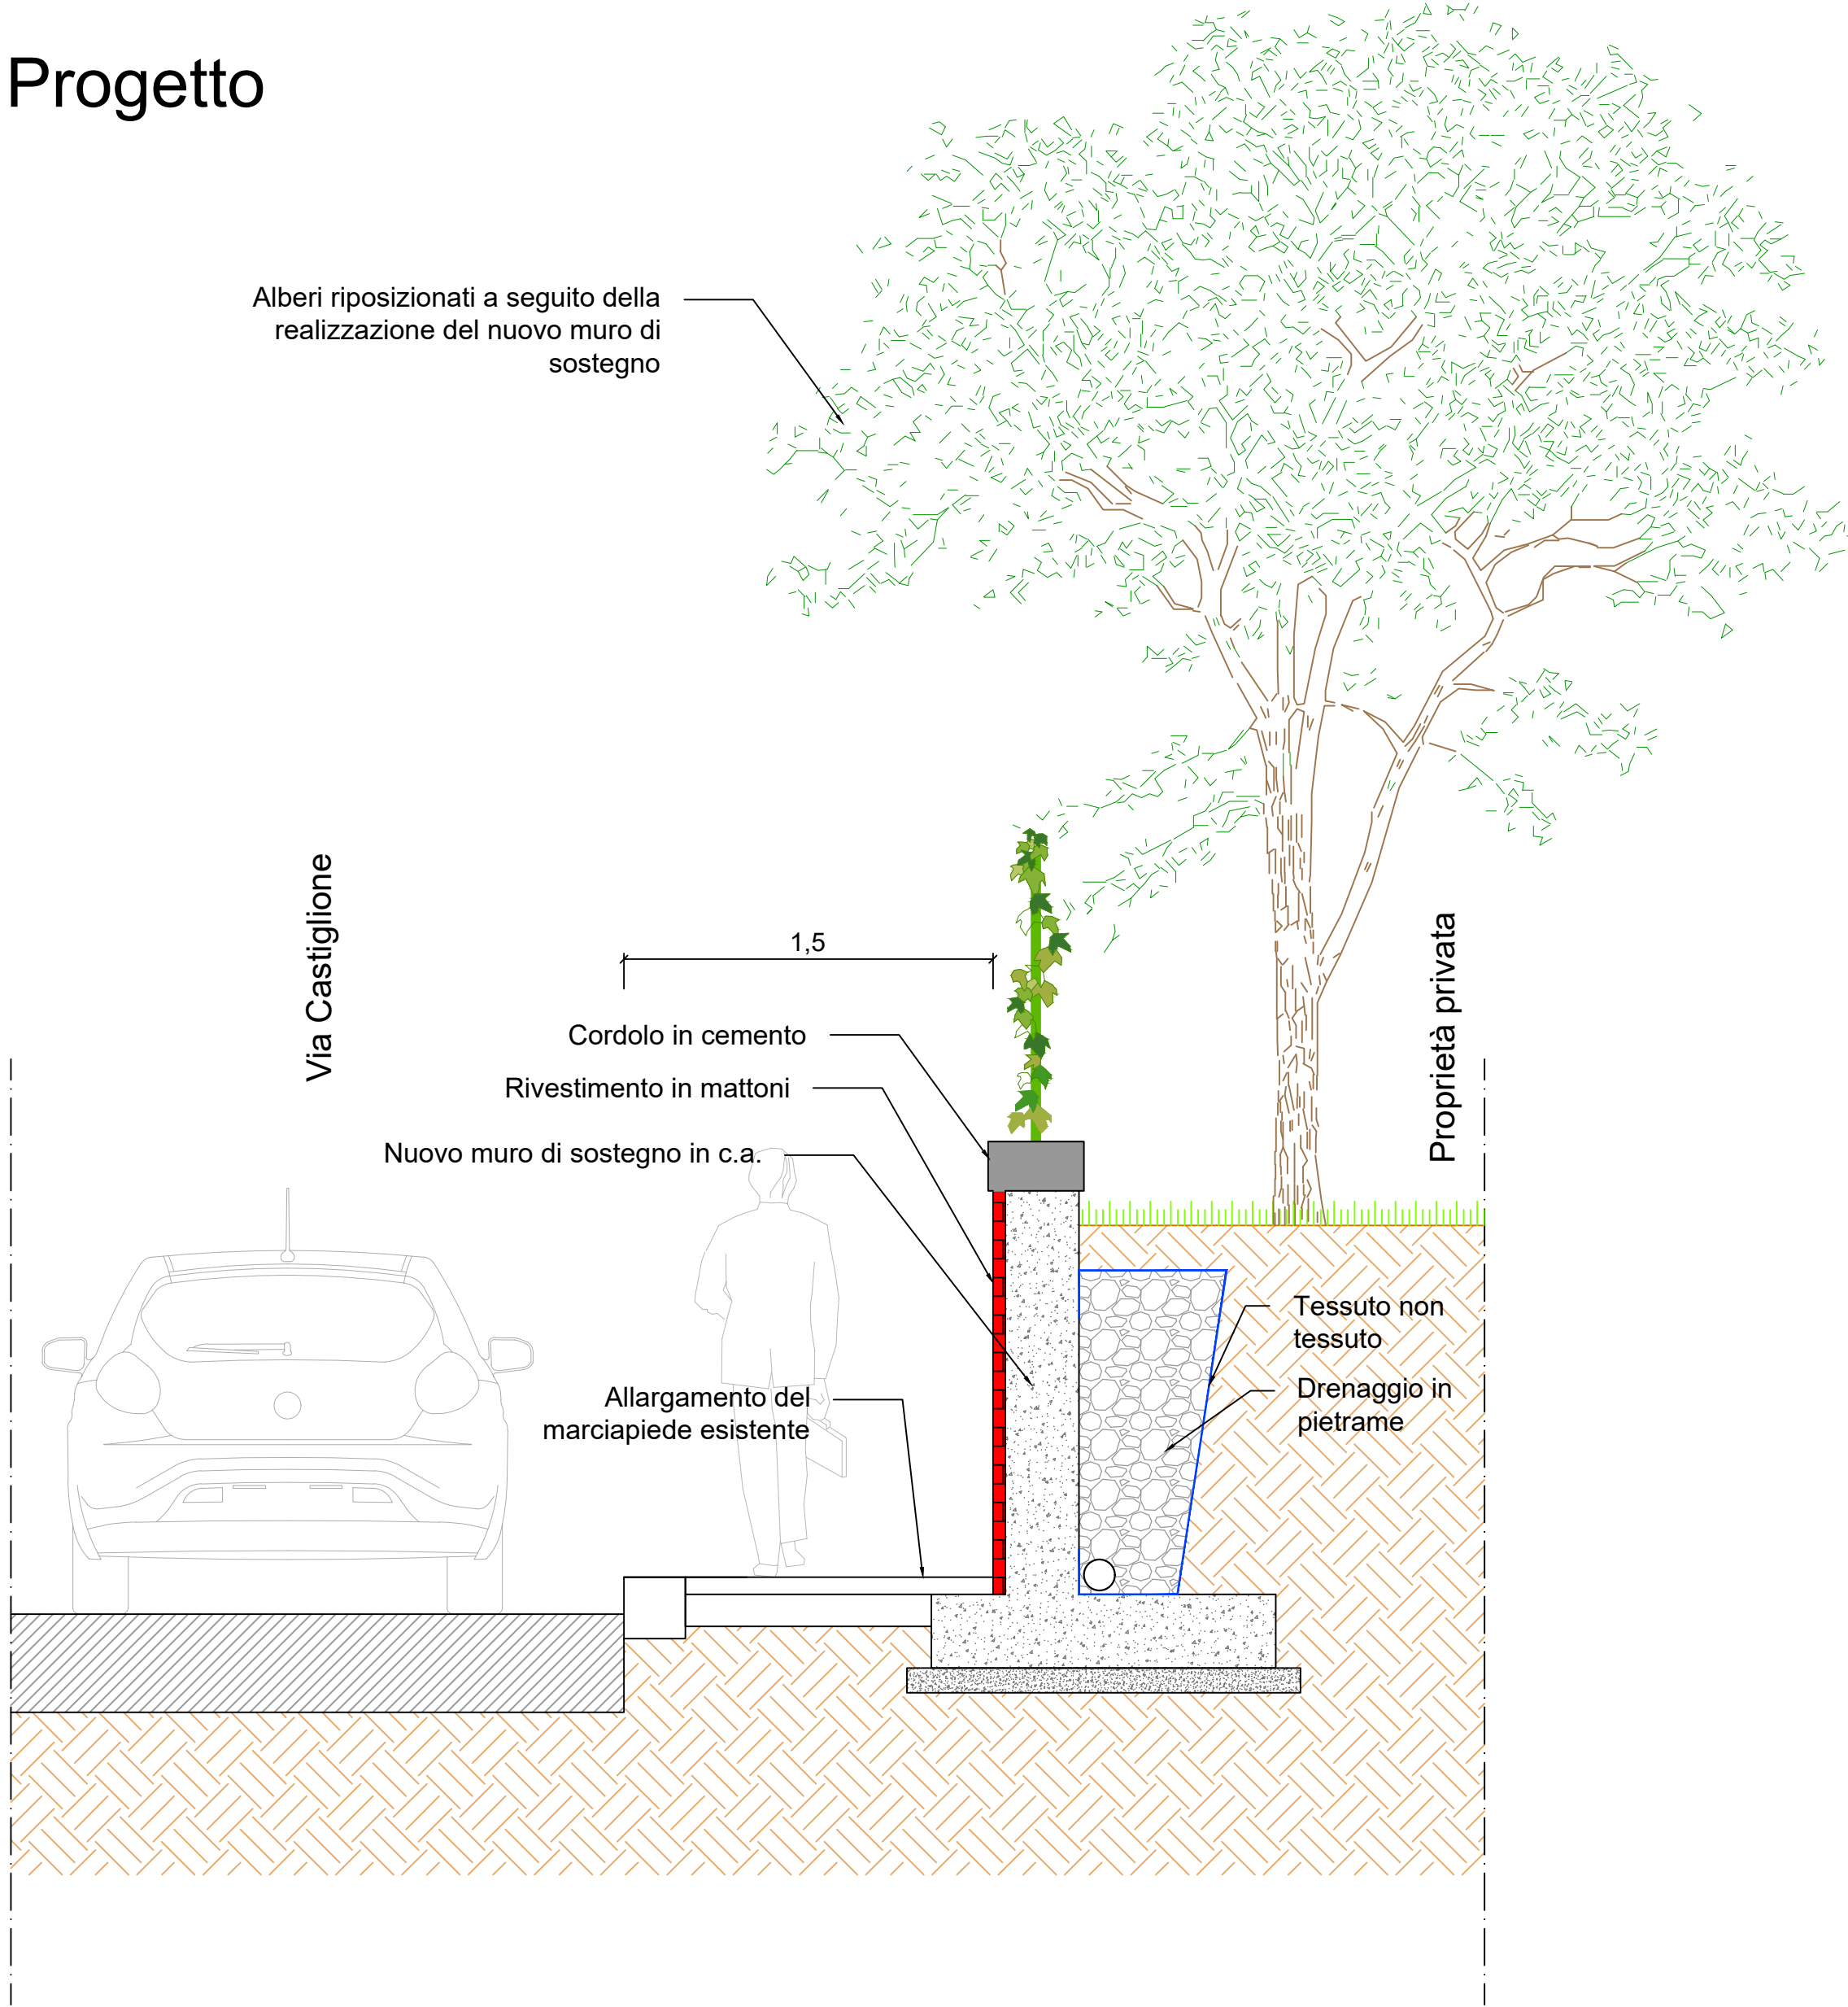 Progetto
Alberi riposizionati a seguito della
realizzazione del nuovo muro di
sostegno
Via Castiglione
1,5
Proprietà privata
Cordolo in cemento
Rivestimento in mattoni
Nuovo muro di sostegno in c.a.
Tessuto non
tessuto
Drenaggio in
pietrame
Allargamento del
marciapiede esistente